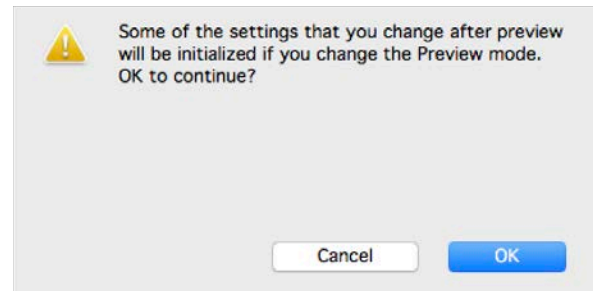 Some of the settings that you change after preview
will be initialized if you change the Preview mode.
OK to continue?
Cancel
OK